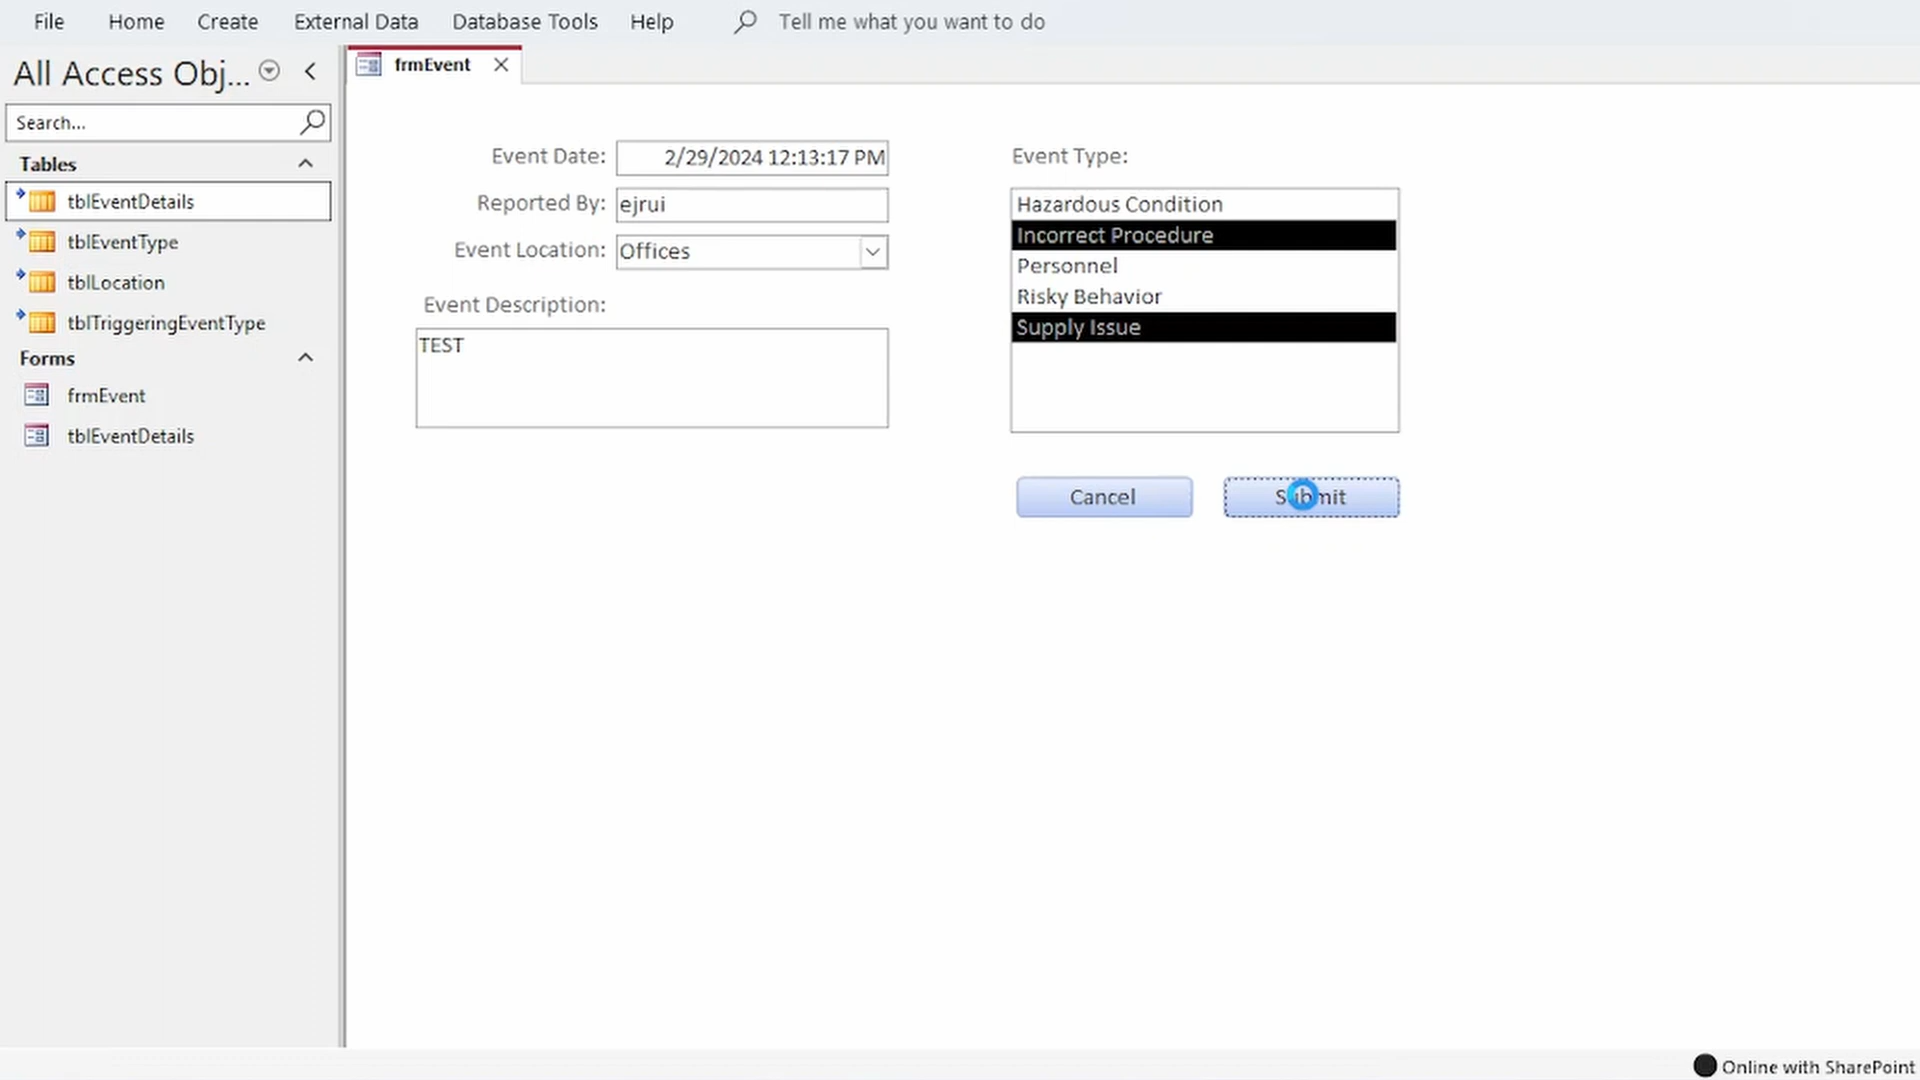 File Home Create External Data Database Tools Help Tell me what you want to do
All Access Obj...
frmEvent
Search...
Tables
tblEventDetails
tblEventType
tblLocation
tblTriggeringEventType
Forms
frmEvent
tblEventDetails
Event Date: 2/29/2024 12:13:17 PM
Reported By: ejrui
Event Location: Offices
Event Description:
TEST
Event Type:
Hazardous Condition
Incorrect Procedure
Personnel
Risky Behavior
Supply Issue
Cancel Submit
Online with SharePoint